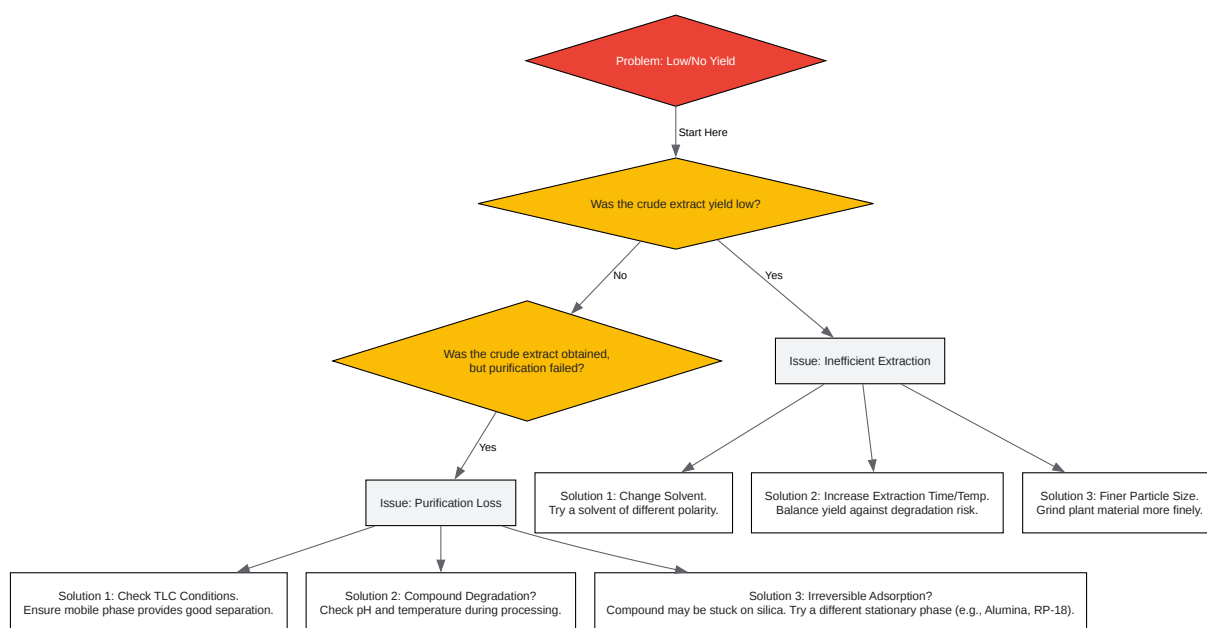 Problem: Low/No Yield
Start Here
Was the crude extract yield low?
No
Yes
Was the crude extract obtained,
but purification failed?
Issue: Inefficient Extraction
Yes
Issue: Purification Loss
Solution 1: Change Solvent.
Try a solvent of different polarity.
Solution 2: Increase Extraction Time/Temp.
Balance yield against degradation risk.
Solution 3: Finer Particle Size.
Grind plant material more finely.
Solution 1: Check TLC Conditions.
Ensure mobile phase provides good separation.
Solution 2: Compound Degradation?
Check pH and temperature during processing.
Solution 3: Irreversible Adsorption?
Compound may be stuck on silica. Try a different stationary phase (e.g., Alumina, RP-18).